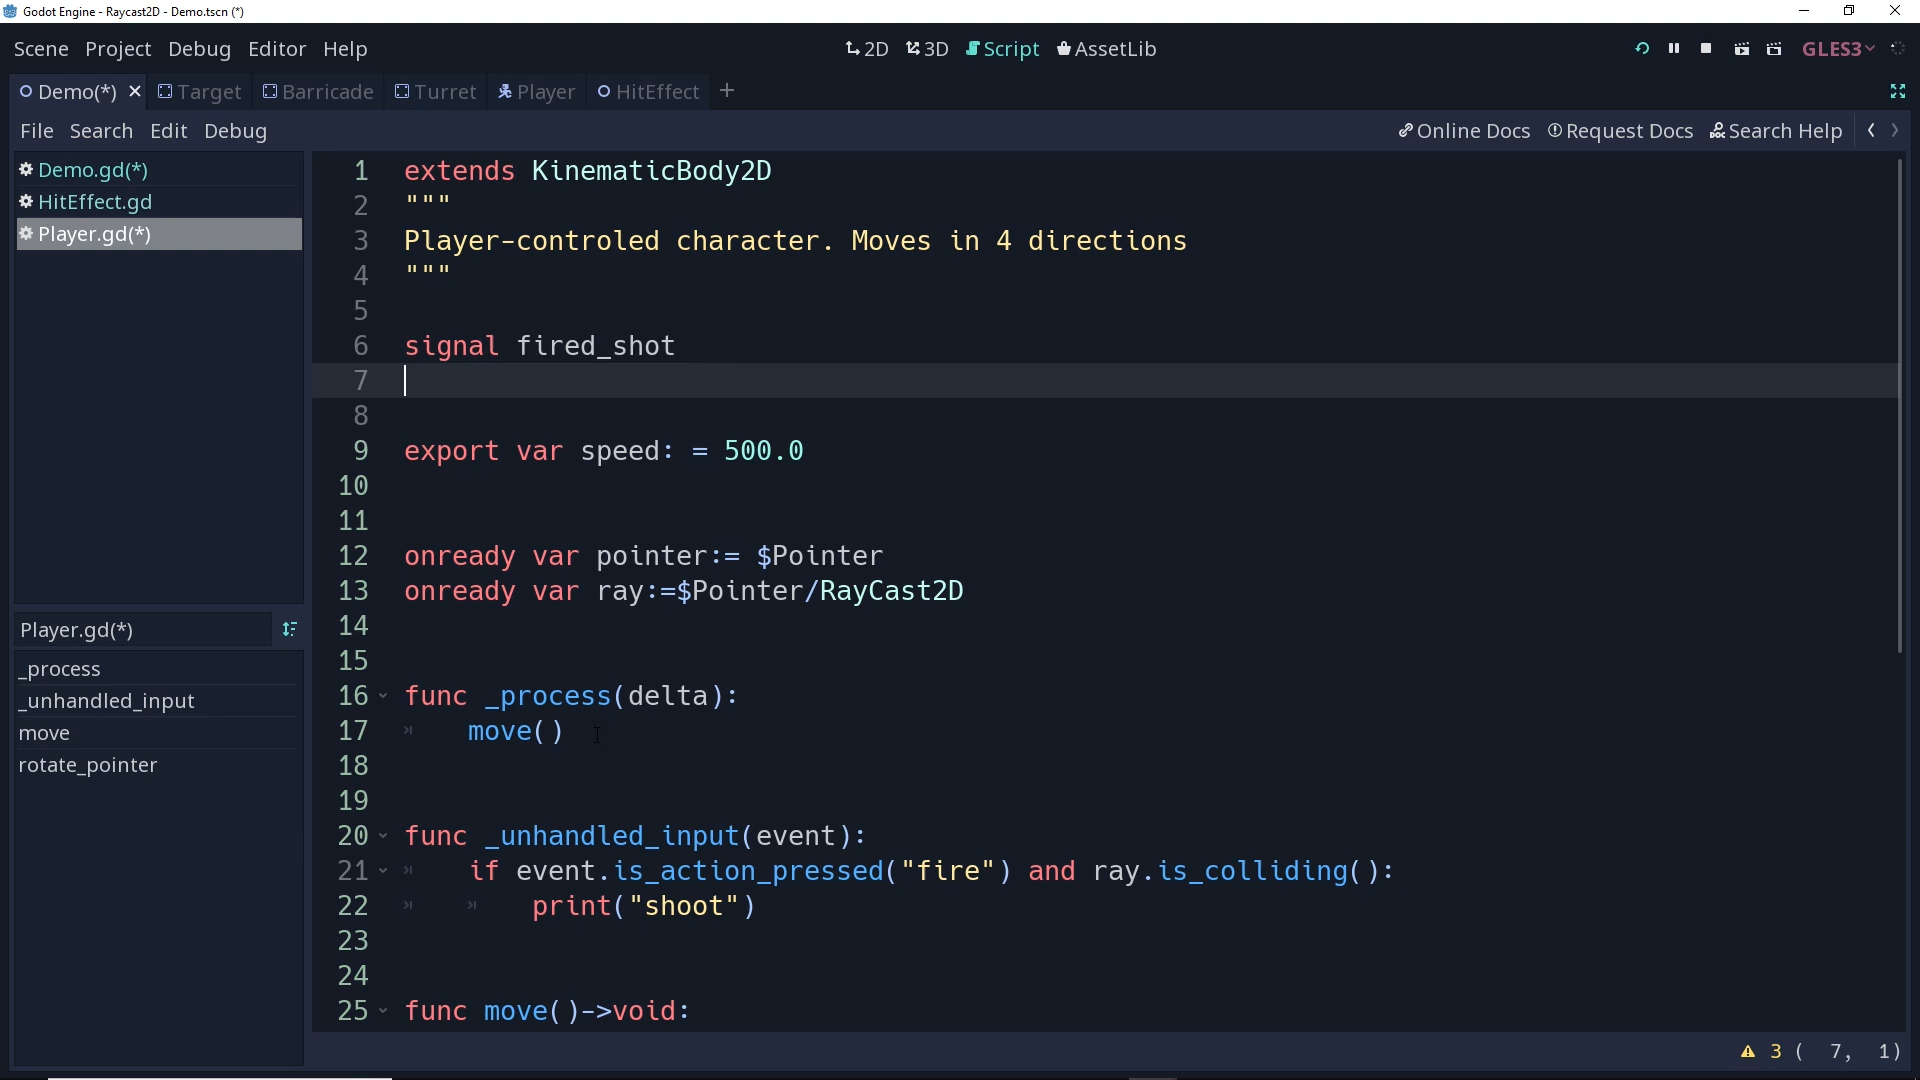 Godot Engine - Raycast2D - Demo.tscn (*)
Scene Project Debug Editor Help
2D 3D Script AssetLib
GLES3
Demo(*) Target Barricade Turret Player HitEffect
File Search Edit Debug
Online Docs Request Docs Search Help
Demo.gd(*)
HitEffect.gd
Player.gd(*)
Player.gd(*)
_process
_unhandled_input
move
rotate_pointer
1 extends KinematicBody2D
2 """
3 Player-controled character. Moves in 4 directions
4 """
5
6 signal fired_shot
7
8
9 export var speed: = 500.0
10
11
12 onready var pointer:= $Pointer
13 onready var ray:=$Pointer/RayCast2D
14
15
16 func _process(delta):
17 move()
18
19
20 func _unhandled_input(event):
21 if event.is_action_pressed("fire") and ray.is_colliding():
22 print("shoot")
23
24
25 func move()->void:
3 ( 7, 1)